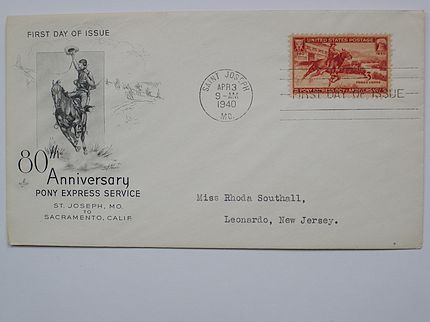 FIRST DAY OF ISSUE
80th
Anniversary
PONY EXPRESS SERVICE
ST. JOSEPH, MO.
TO
SACRAMENTO, CALIF.
SAINT JOSEPH
APR 3
9-AM
1940
MO.
UNITED STATES POSTAGE
3
FIRST DAY OF ISSUE
Miss Rhoda Southall,
Leonardo, New Jersey.